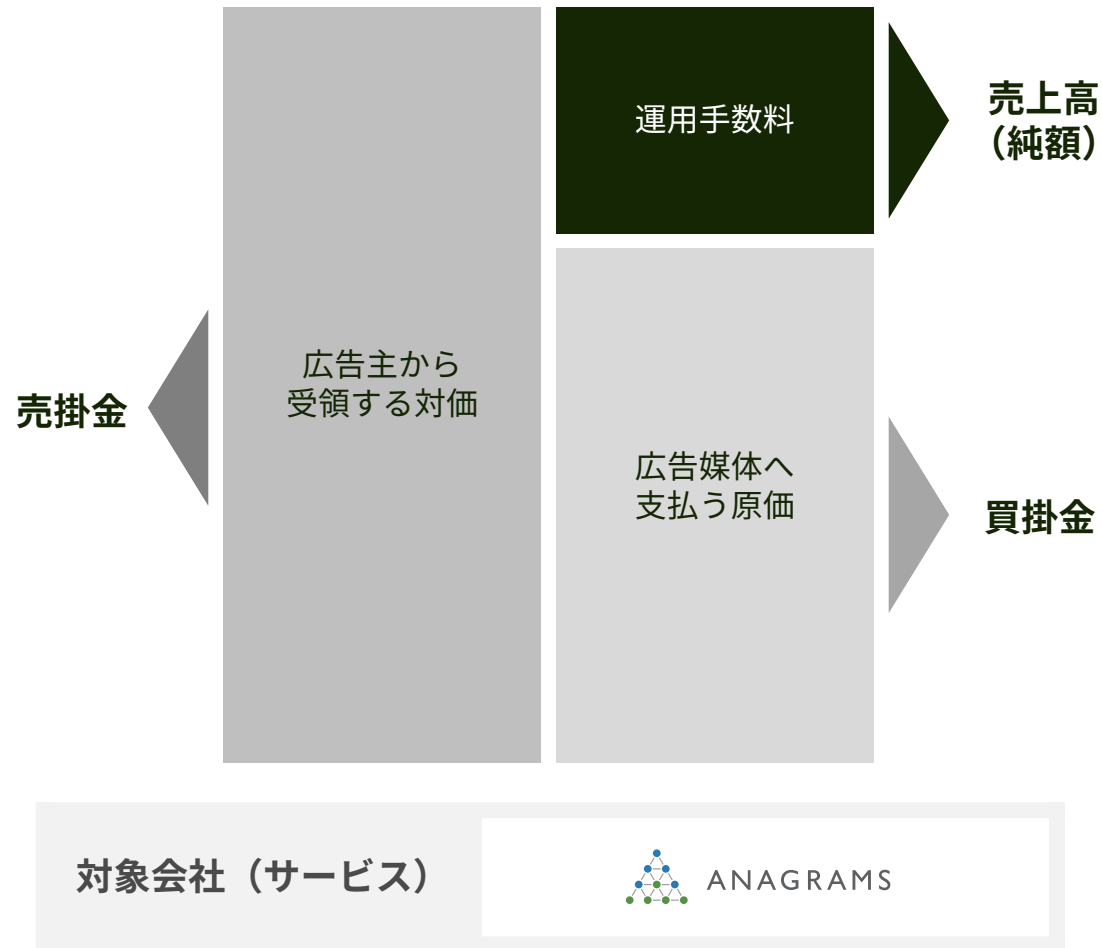 運用手数料
売上高
（純額）
広告主から
受領する対価
売掛金
広告媒体へ
支払う原価
買掛金
対象会社（サービス）
ANAGRAMS